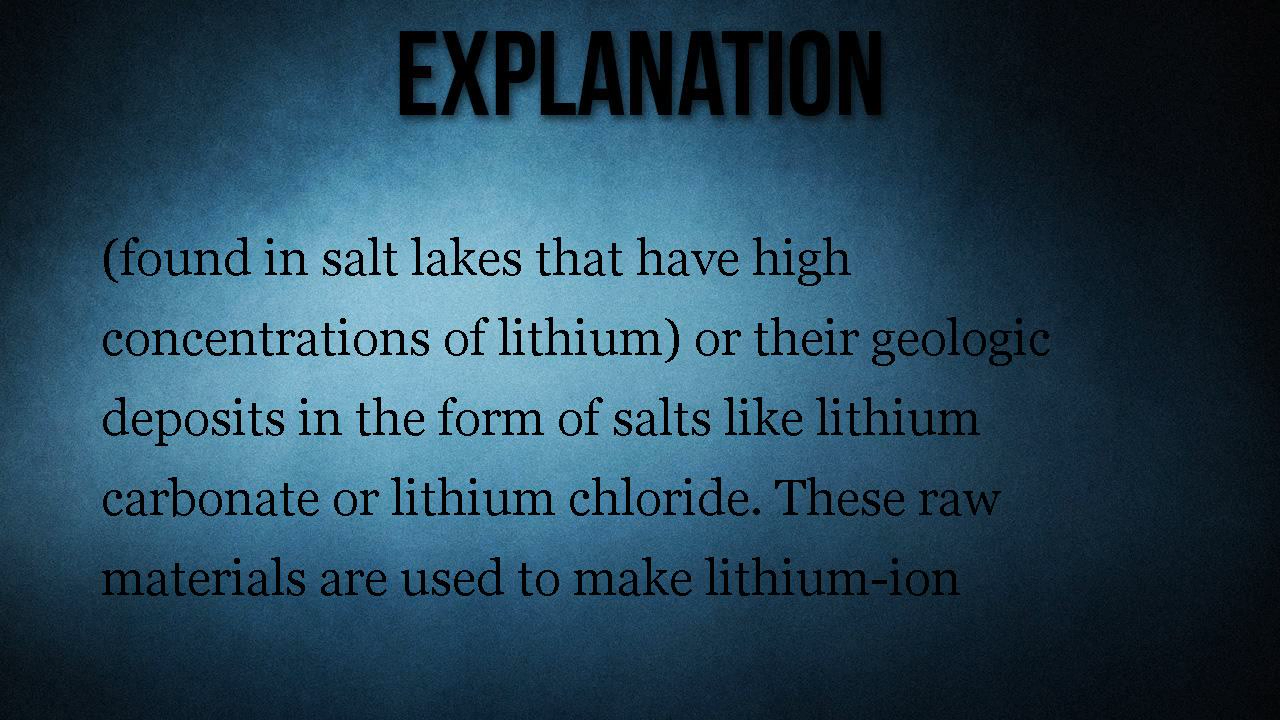 EXPLANATION
(found in salt lakes that have high
concentrations of lithium) or their geologic
deposits in the form of salts like lithium
carbonate or lithium chloride. These raw
materials are used to make lithium-ion